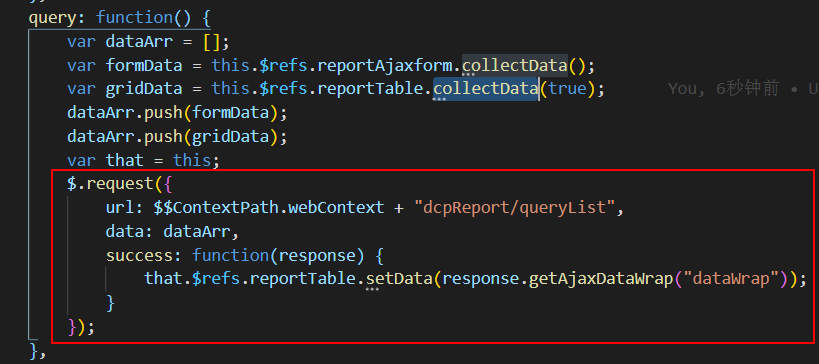 },
query: function() {
var dataArr = [];
var formData = this.$refs.reportAjaxform.collectData();
var gridData = this.$refs.reportTable.collectData(true); You, 6秒钟前 • U
dataArr.push(formData);
dataArr.push(gridData);
var that = this;
$.request({
url: $$ContextPath.webContext + "dcpReport/queryList",
data: dataArr,
success: function(response) {
that.$refs.reportTable.setData(response.getAjaxDataWrap("dataWrap"));
}
});
},